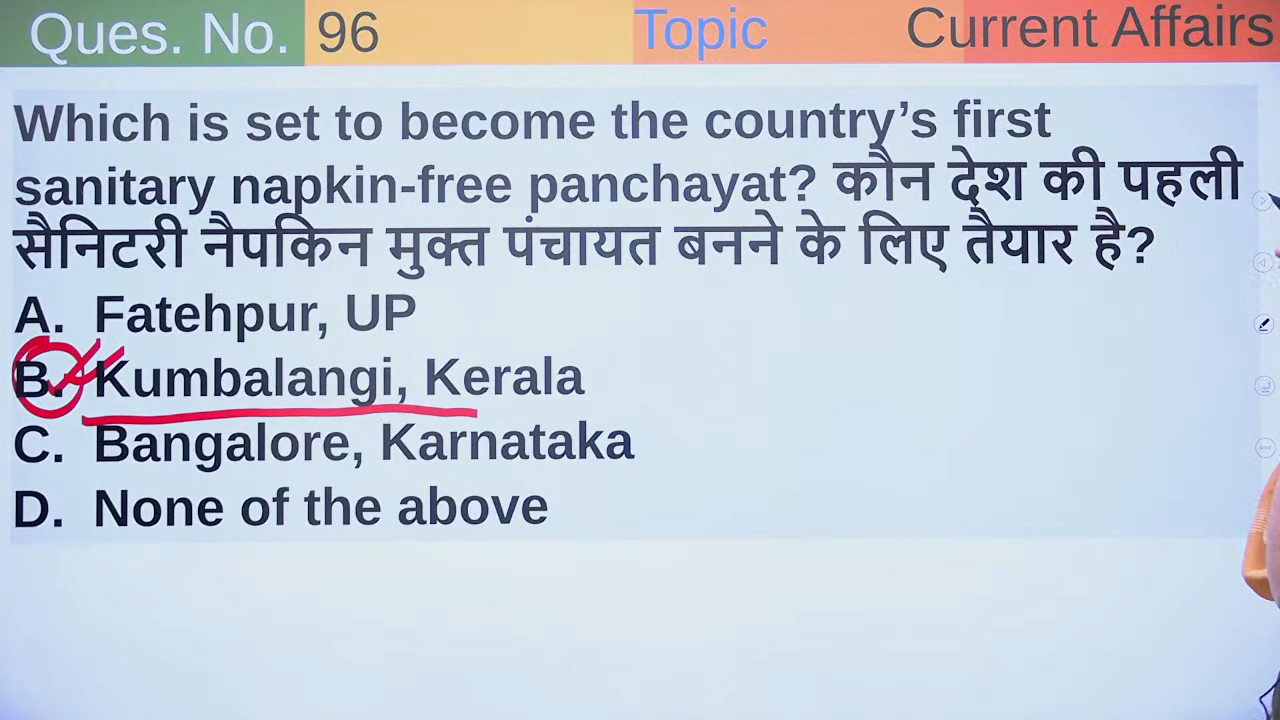 Ques. No. 96 Topic Current Affairs
Which is set to become the country’s first
sanitary napkin-free panchayat? कौन देश की पहली
सैनिटरी नैपकिन मुक्त पंचायत बनने के लिए तैयार है?
A. Fatehpur, UP
B. Kumbalangi, Kerala
C. Bangalore, Karnataka
D. None of the above